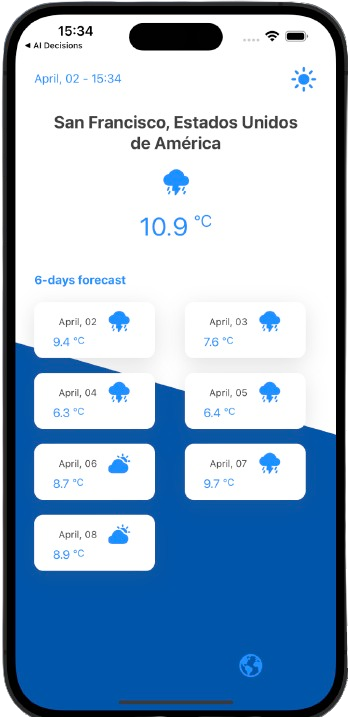 15:34
◀ AI Decisions
April, 02 - 15:34
San Francisco, Estados Unidos
de América
10.9 °C
6-days forecast
April, 02
9.4 °C
April, 03
7.6 °C
April, 04
6.3 °C
April, 05
6.4 °C
April, 06
8.7 °C
April, 07
9.7 °C
April, 08
8.9 °C